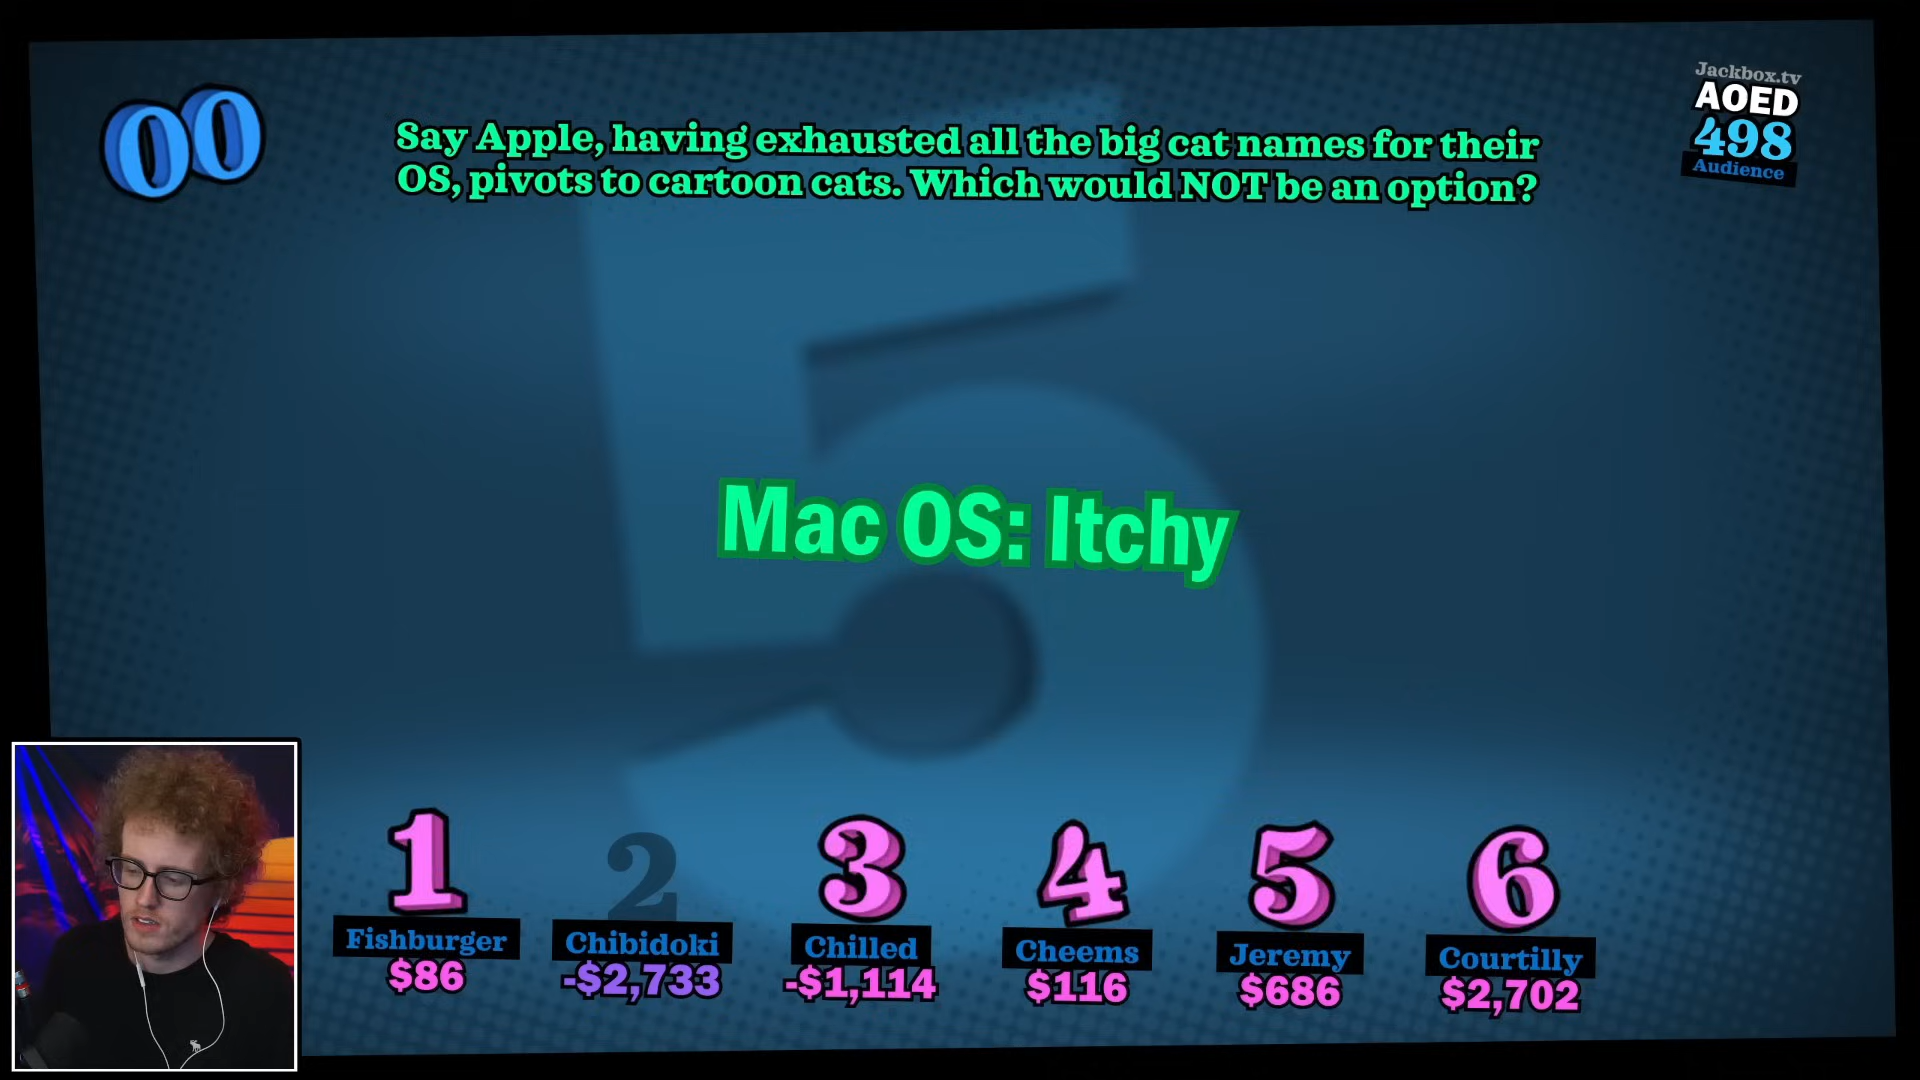 00
Say Apple, having exhausted all the big cat names for their
OS, pivots to cartoon cats. Which would NOT be an option?
Jackbox.tv
AOED
498
Audience
5
Mac OS: Itchy
1
Fishburger
$86
2
Chibidoki
-$2,733
3
Chilled
-$1,114
4
Cheems
$116
5
Jeremy
$686
6
Courtilly
$2,702